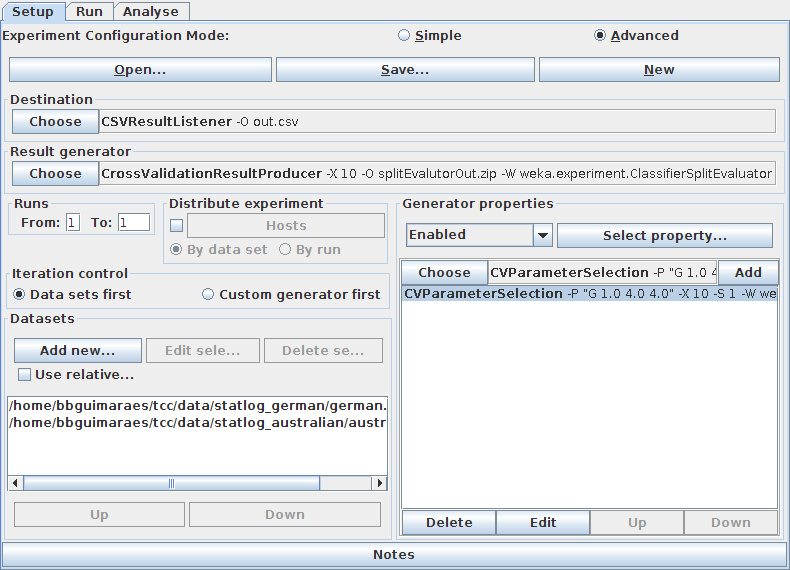 Setup Run Analyse
Experiment Configuration Mode: Simple Advanced
Open... Save... New
Destination
Choose CSVResultListener -O out.csv
Result generator
Choose CrossValidationResultProducer -X 10 -O splitEvalutorOut.zip -W weka.experiment.ClassifierSplitEvaluator
Runs
From: 1 To: 1
Distribute experiment
Hosts
By data set By run
Generator properties
Enabled Select property...
Iteration control
Data sets first Custom generator first
Choose CVParameterSelection -P "G 1.0 4 Add
CVParameterSelection -P "G 1.0 4.0 4.0" -X 10 -S 1 -W we
Datasets
Add new... Edit sele... Delete se...
Use relative...
/home/bbguimaraes/tcc/data/statlog_german/german.
/home/bbguimaraes/tcc/data/statlog_australian/austr
Up Down
Delete Edit Up Down
Notes